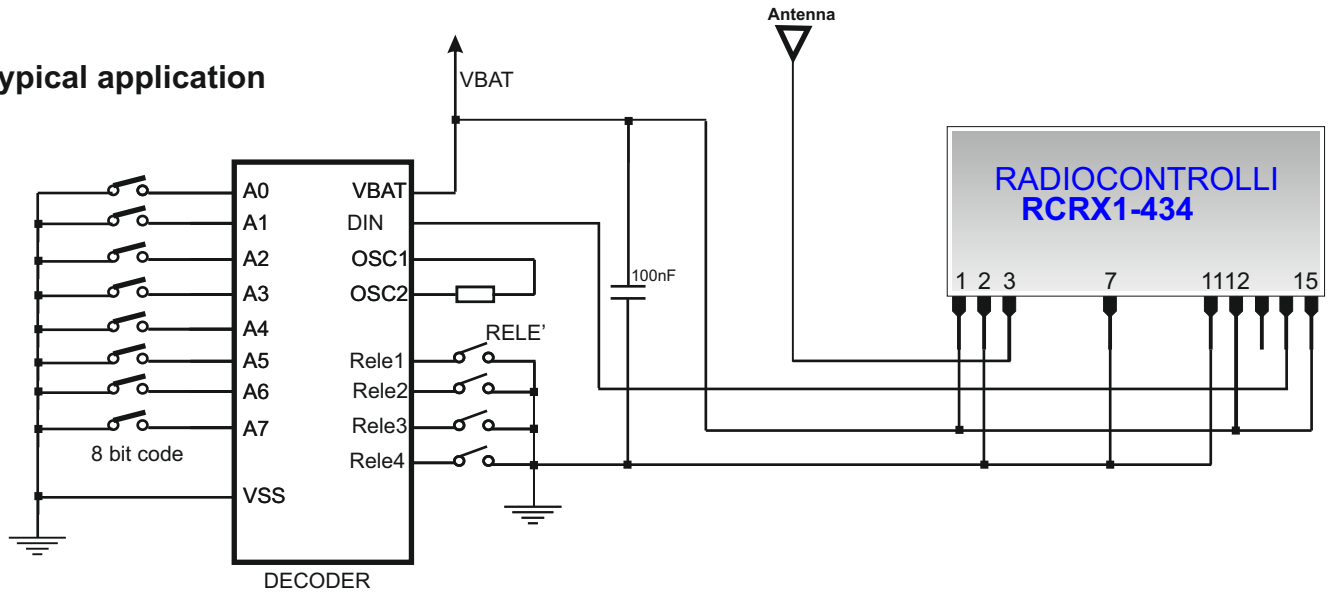 Antenna
ypical application
VBAT
RADIOCONTROLLI
RCRX1-434
A0 VBAT
A1 DIN
A2 OSC1
A3 OSC2
A4
A5 Rele1
A6 Rele2
A7 Rele3
Rele4
VSS
100nF
RELE'
1 2 3 7 11 12 15
8 bit code
DECODER